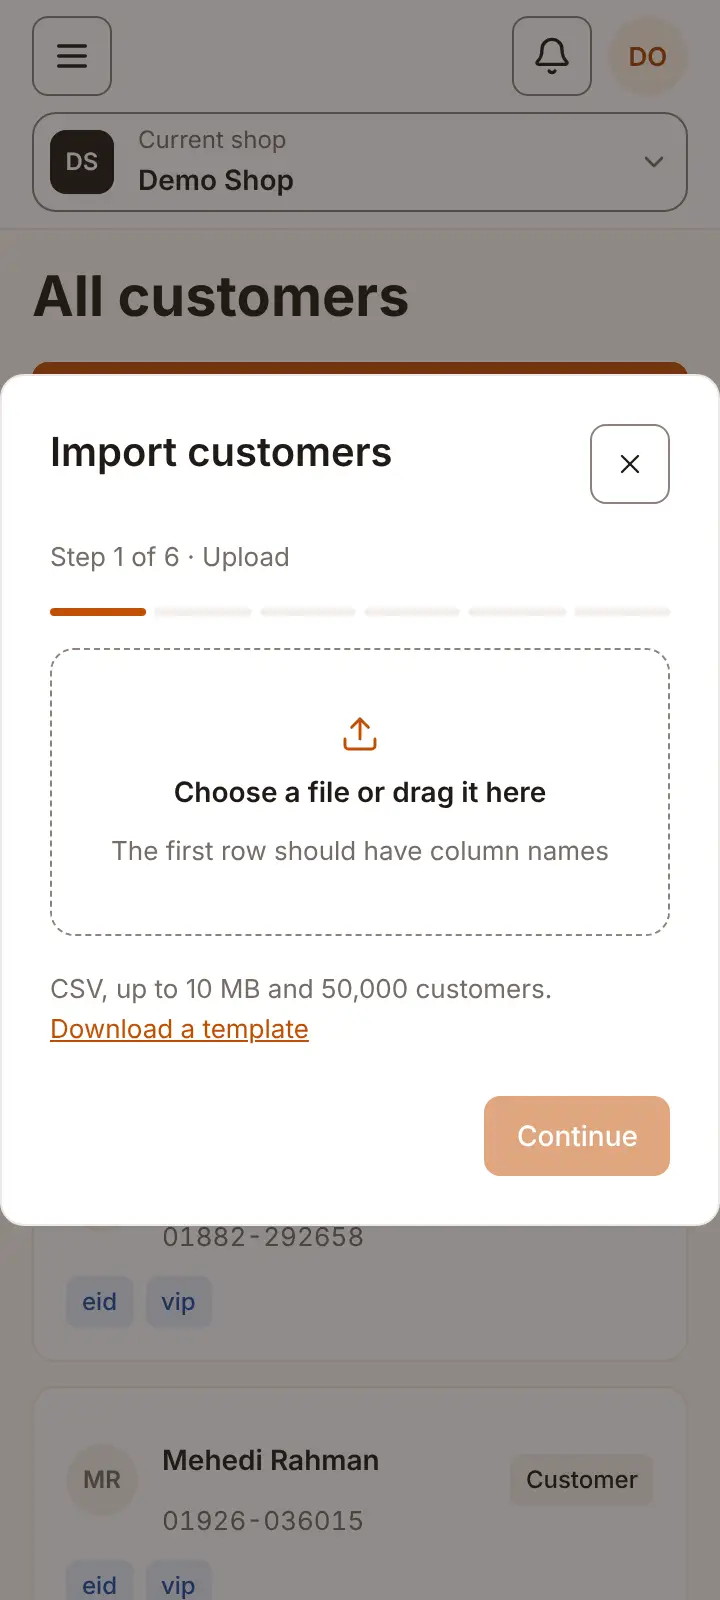 DO
DS
Current shop
Demo Shop
All customers
Import customers
Step 1 of 6 · Upload
Choose a file or drag it here
The first row should have column names
CSV, up to 10 MB and 50,000 customers.
Download a template
Continue
01882-292658
eid vip
MR
Mehedi Rahman
Customer
01926-036015
eid vip